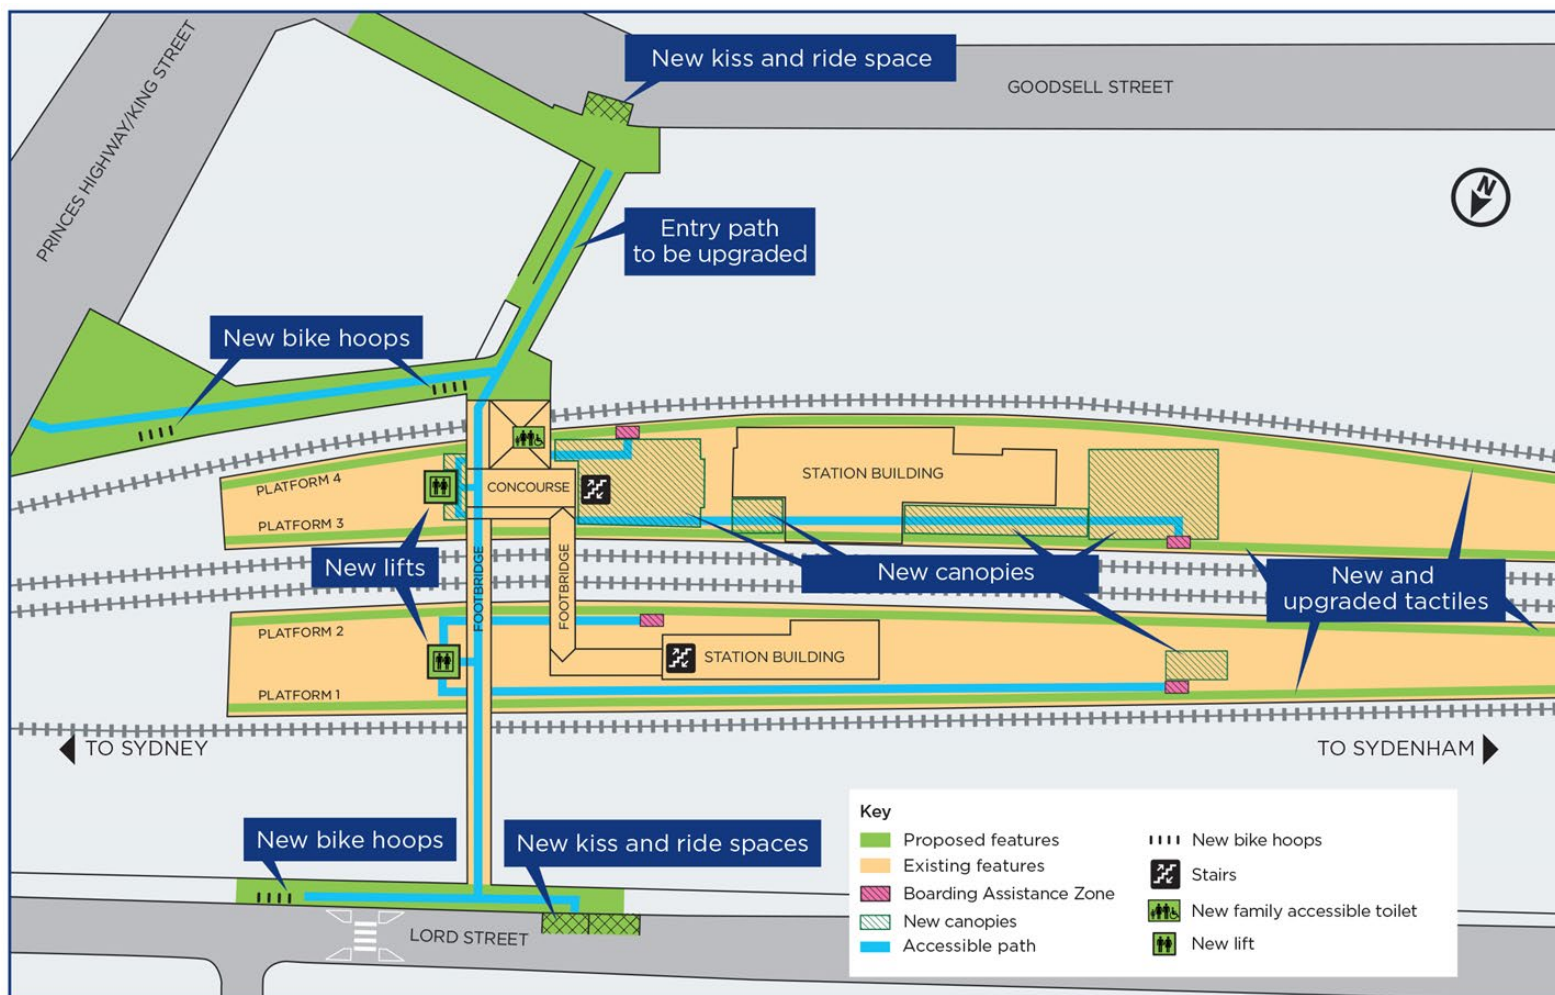 New kiss and ride space
GOODSELL STREET
PRINCES HIGHWAY/KING STREET
N
Entry path
to be upgraded
New bike hoops
STATION BUILDING
PLATFORM 4
CONCOURSE
PLATFORM 3
New lifts
FOOTBRIDGE
FOOTBRIDGE
New canopies
New and
upgraded tactiles
PLATFORM 2
STATION BUILDING
PLATFORM 1
TO SYDNEY
TO SYDENHAM
New bike hoops
New kiss and ride spaces
LORD STREET
Key
Proposed features
Existing features
Boarding Assistance Zone
New canopies
Accessible path
New bike hoops
Stairs
New family accessible toilet
New lift